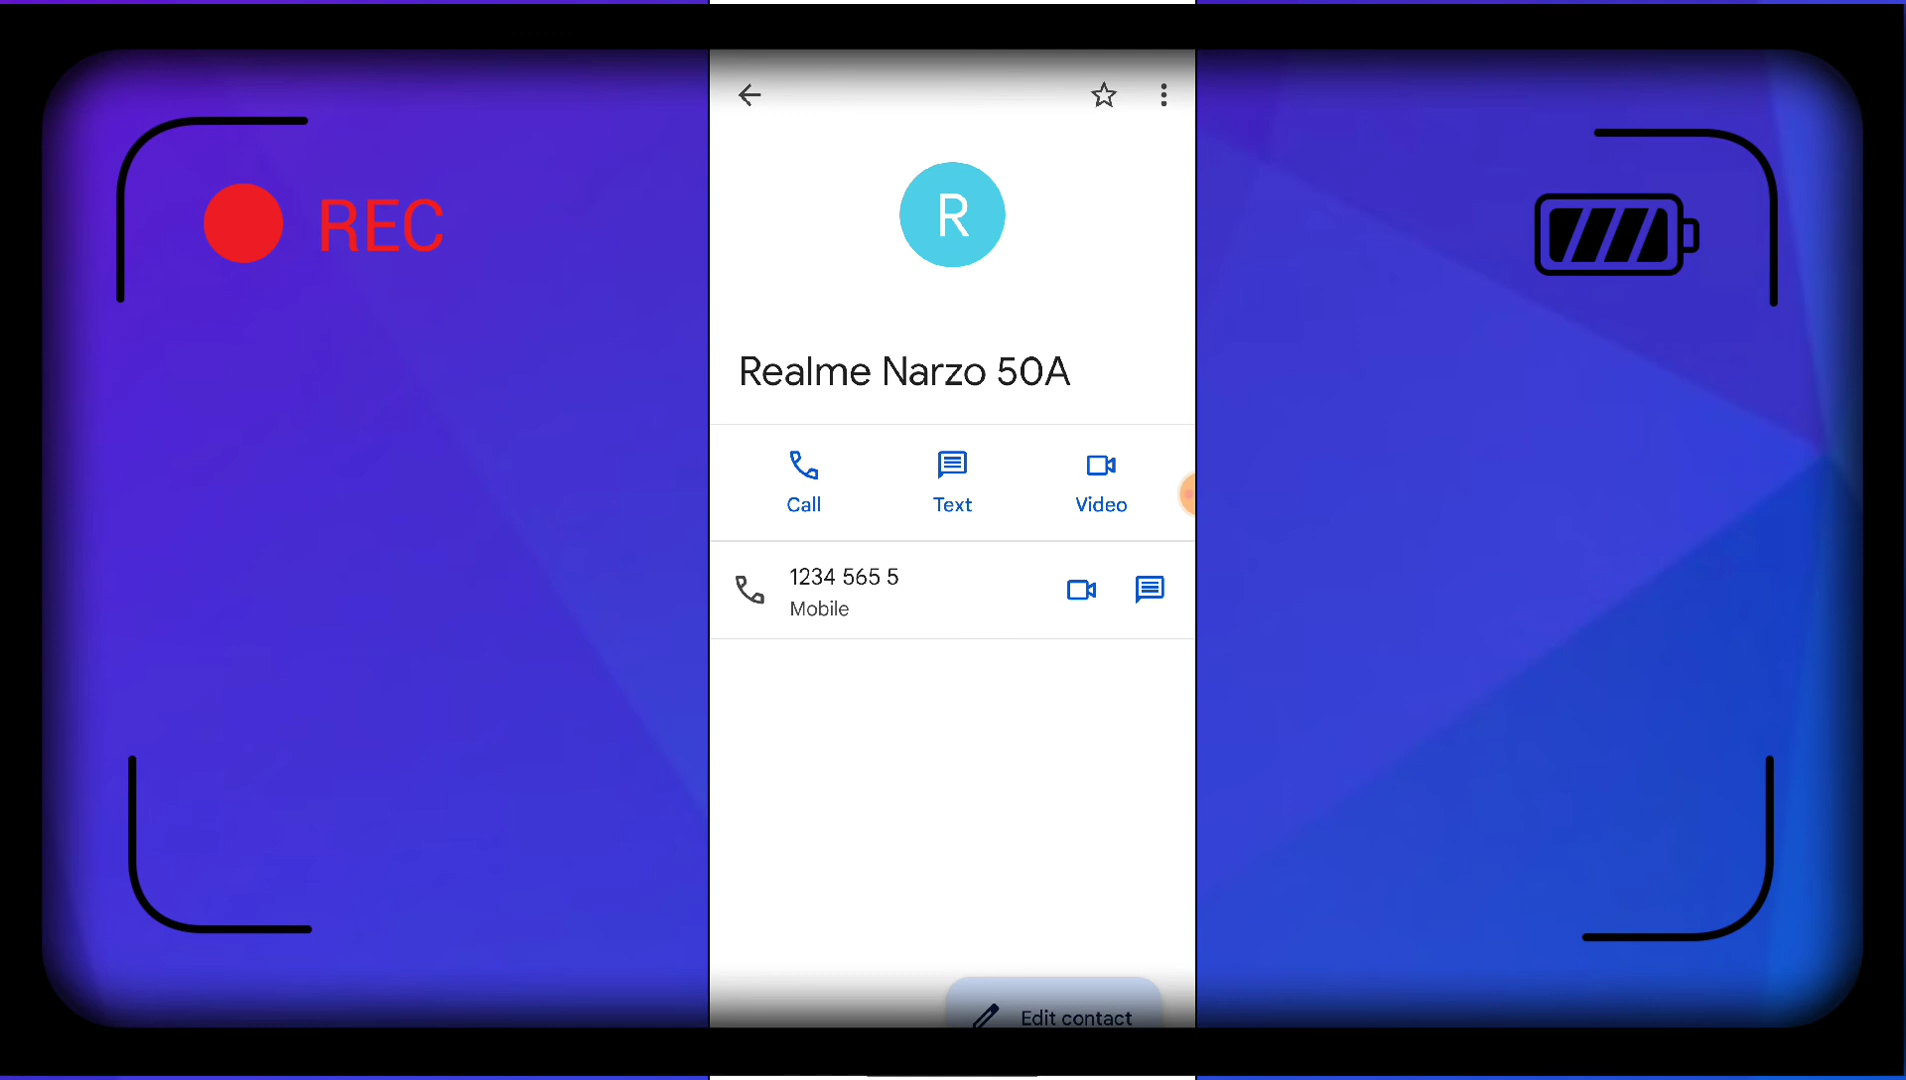 REC
R
Realme Narzo 50A
Call Text Video
1234 565 5
Mobile
Edit contact